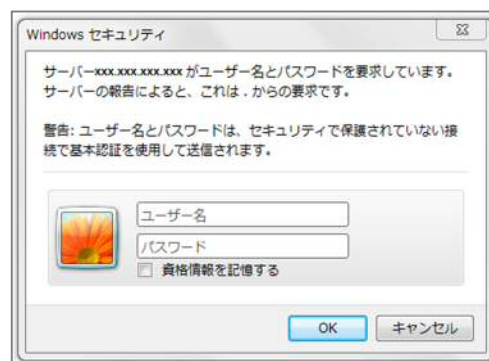 Windows セキュリティ
サーバーxxx.xxx.xxx.xxx がユーザー名とパスワードを要求しています。
サーバーの報告によると、これは . からの要求です。
警告: ユーザー名とパスワードは、セキュリティで保護されていない接
続で基本認証を使用して送信されます。
ユーザー名
パスワード
資格情報を記憶する
OK キャンセル